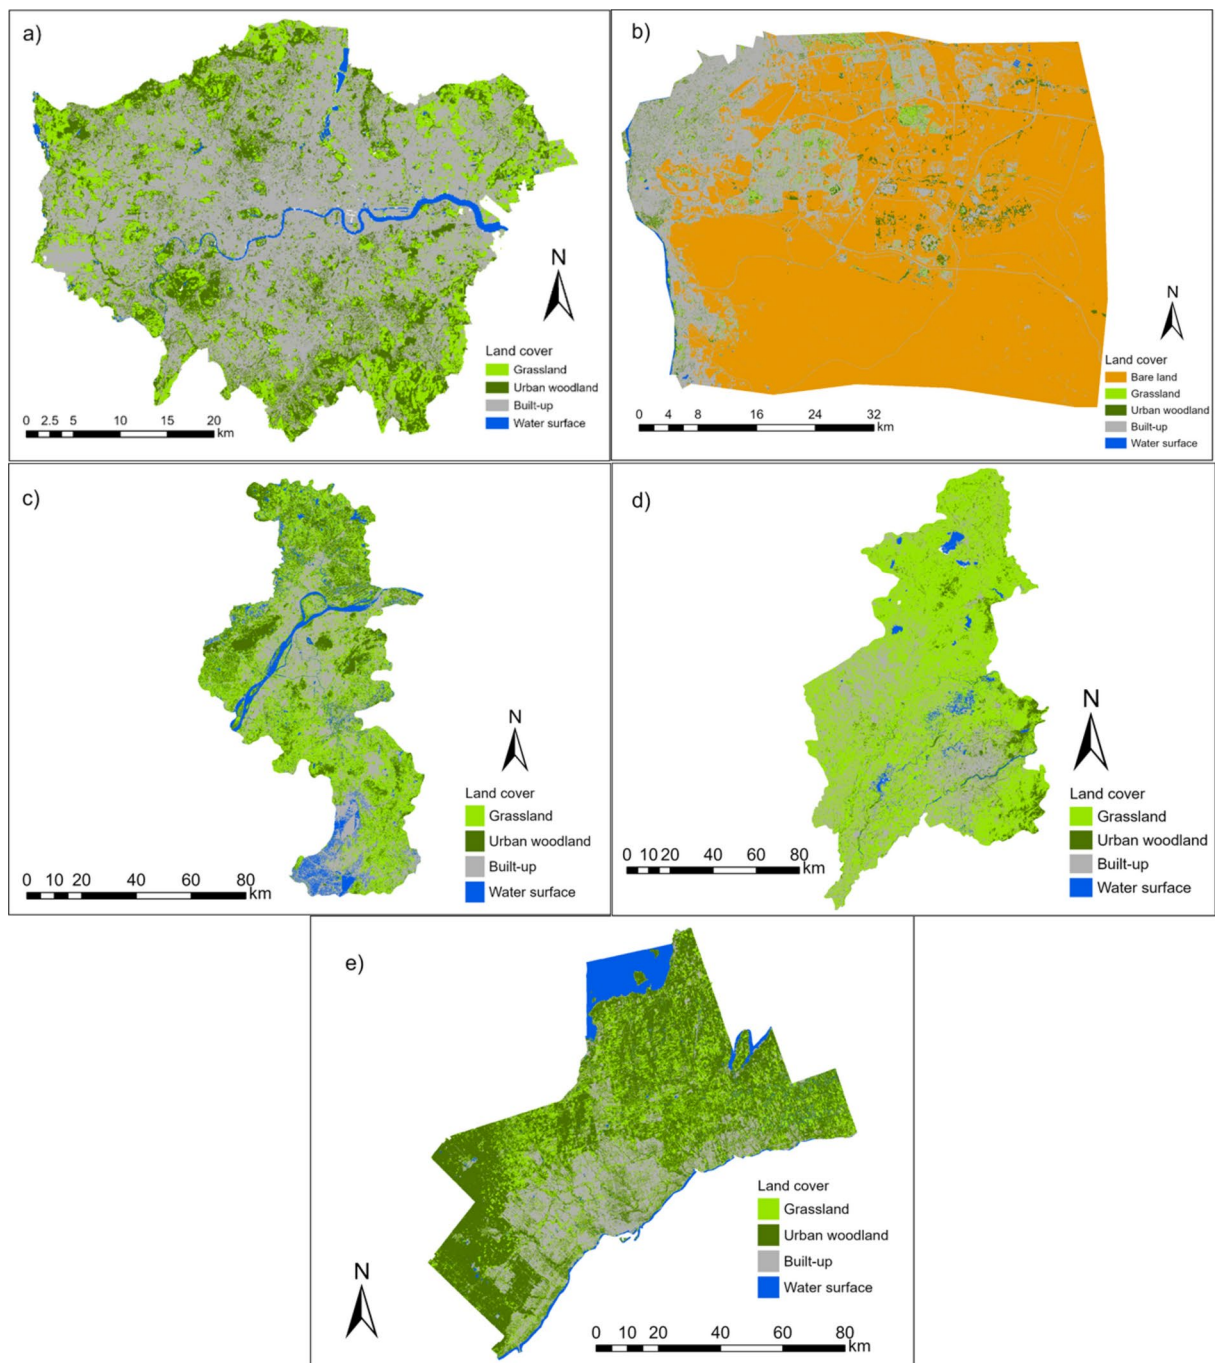 a)
N
Land cover
Grassland
Urban woodland
Built-up
Water surface
0 2.5 5 10 15 20
km
b)
N
Land cover
Bare land
Grassland
Urban woodland
Built-up
Water surface
0 4 8 16 24 32
km
c)
N
Land cover
Grassland
Urban woodland
Built-up
Water surface
0 10 20 40 60 80
km
d)
N
Land cover
Grassland
Urban woodland
Built-up
Water surface
0 10 20 40 60 80
km
e)
Land cover
Grassland
Urban woodland
Built-up
Water surface
N
0 10 20 40 60 80
km